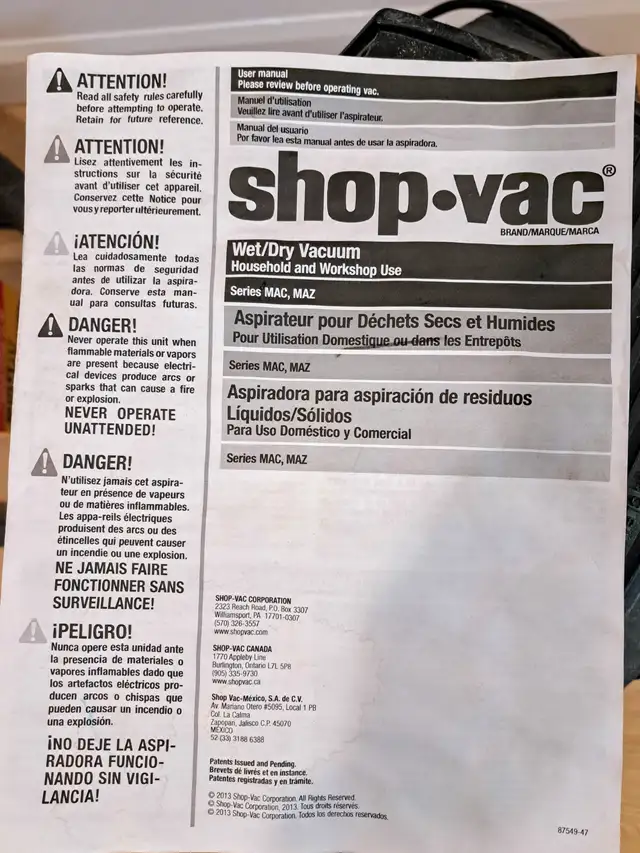 ATTENTION!
Read all safety rules carefully
before attempting to operate.
Retain for future reference.
ATTENTION!
Lisez attentivement les in-
structions sur la sécurité
avant d'utiliser cet appareil.
Conservez cette Notice pour
vous y reporter ultérieurement.
¡ATENCIÓN!
Lea cuidadosamente todas
las normas de seguridad
antes de utilizar la aspira-
dora. Conserve esta man-
ual para consultas futuras.
DANGER!
Never operate this unit when
flammable materials or vapors
are present because electri-
cal devices produce arcs or
sparks that can cause a fire
or explosion.
NEVER OPERATE
UNATTENDED!
DANGER!
N'utilisez jamais cet aspira-
teur en présence de vapeurs
ou de matières inflammables.
Les appa-reils électriques
produisent des arcs ou des
étincelles qui peuvent causer
un incendie ou une explosion.
NE JAMAIS FAIRE
FONCTIONNER SANS
SURVEILLANCE!
¡PELIGRO!
Nunca opere esta unidad ante
la presencia de materiales o
vapores inflamables dado que
los artefactos eléctricos pro-
ducen arcos o chispas que
pueden causar un incendio o
una explosión.
¡NO DEJE LA ASPI-
RADORA FUNCIO-
NANDO SIN VIGI-
LANCIA!
User manual
Please review before operating vac.
Manuel d'utilisation
Veuillez lire avant d'utiliser l'aspirateur.
Manual del usuario
Por favor lea esta manual antes de usar la aspiradora.
shop•vac®
BRAND/MARQUE/MARCA
Wet/Dry Vacuum
Household and Workshop Use
Series MAC, MAZ
Aspirateur pour Déchets Secs et Humides
Pour Utilisation Domestique ou dans les Entrepôts
Series MAC, MAZ
Aspiradora para aspiración de residuos
Líquidos/Sólidos
Para Uso Doméstico y Comercial
Series MAC, MAZ
SHOP-VAC CORPORATION
2323 Reach Road, P.O. Box 3307
Williamsport, PA 17701-0307
(570) 326-3557
www.shopvac.com
SHOP-VAC CANADA
1770 Appleby Line
Burlington, Ontario L7L 5P8
(905) 335-9730
www.shopvac.ca
Shop Vac-México, S.A. de C.V.
Av. Mariano Otero #5095, Local 1 PB
Col. La Calma
Zapopan, Jalisco C.P. 45070
MÉXICO
52 (33) 3188 6388
Patents Issued and Pending.
Brevets de livrés et en instance.
Patentes registradas y en trámite.
© 2013 Shop-Vac Corporation. All Rights Reserved.
© Shop-Vac Corporation, 2013. Tous droits réservés.
© 2013 Shop-Vac Corporation. Todos los derechos reservados.
87549-47